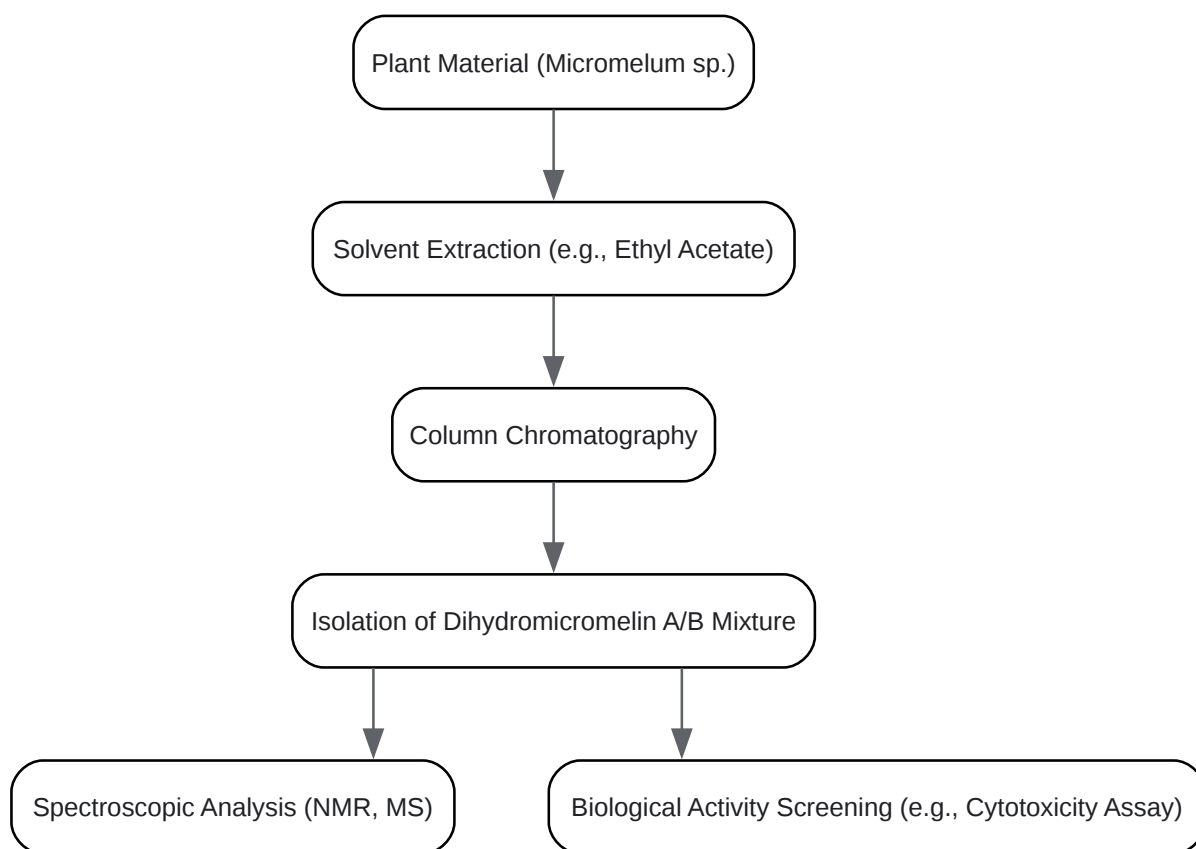 Plant Material (Micromelum sp.)
Solvent Extraction (e.g., Ethyl Acetate)
Column Chromatography
Isolation of Dihydromicromelin A/B Mixture
Spectroscopic Analysis (NMR, MS)
Biological Activity Screening (e.g., Cytotoxicity Assay)